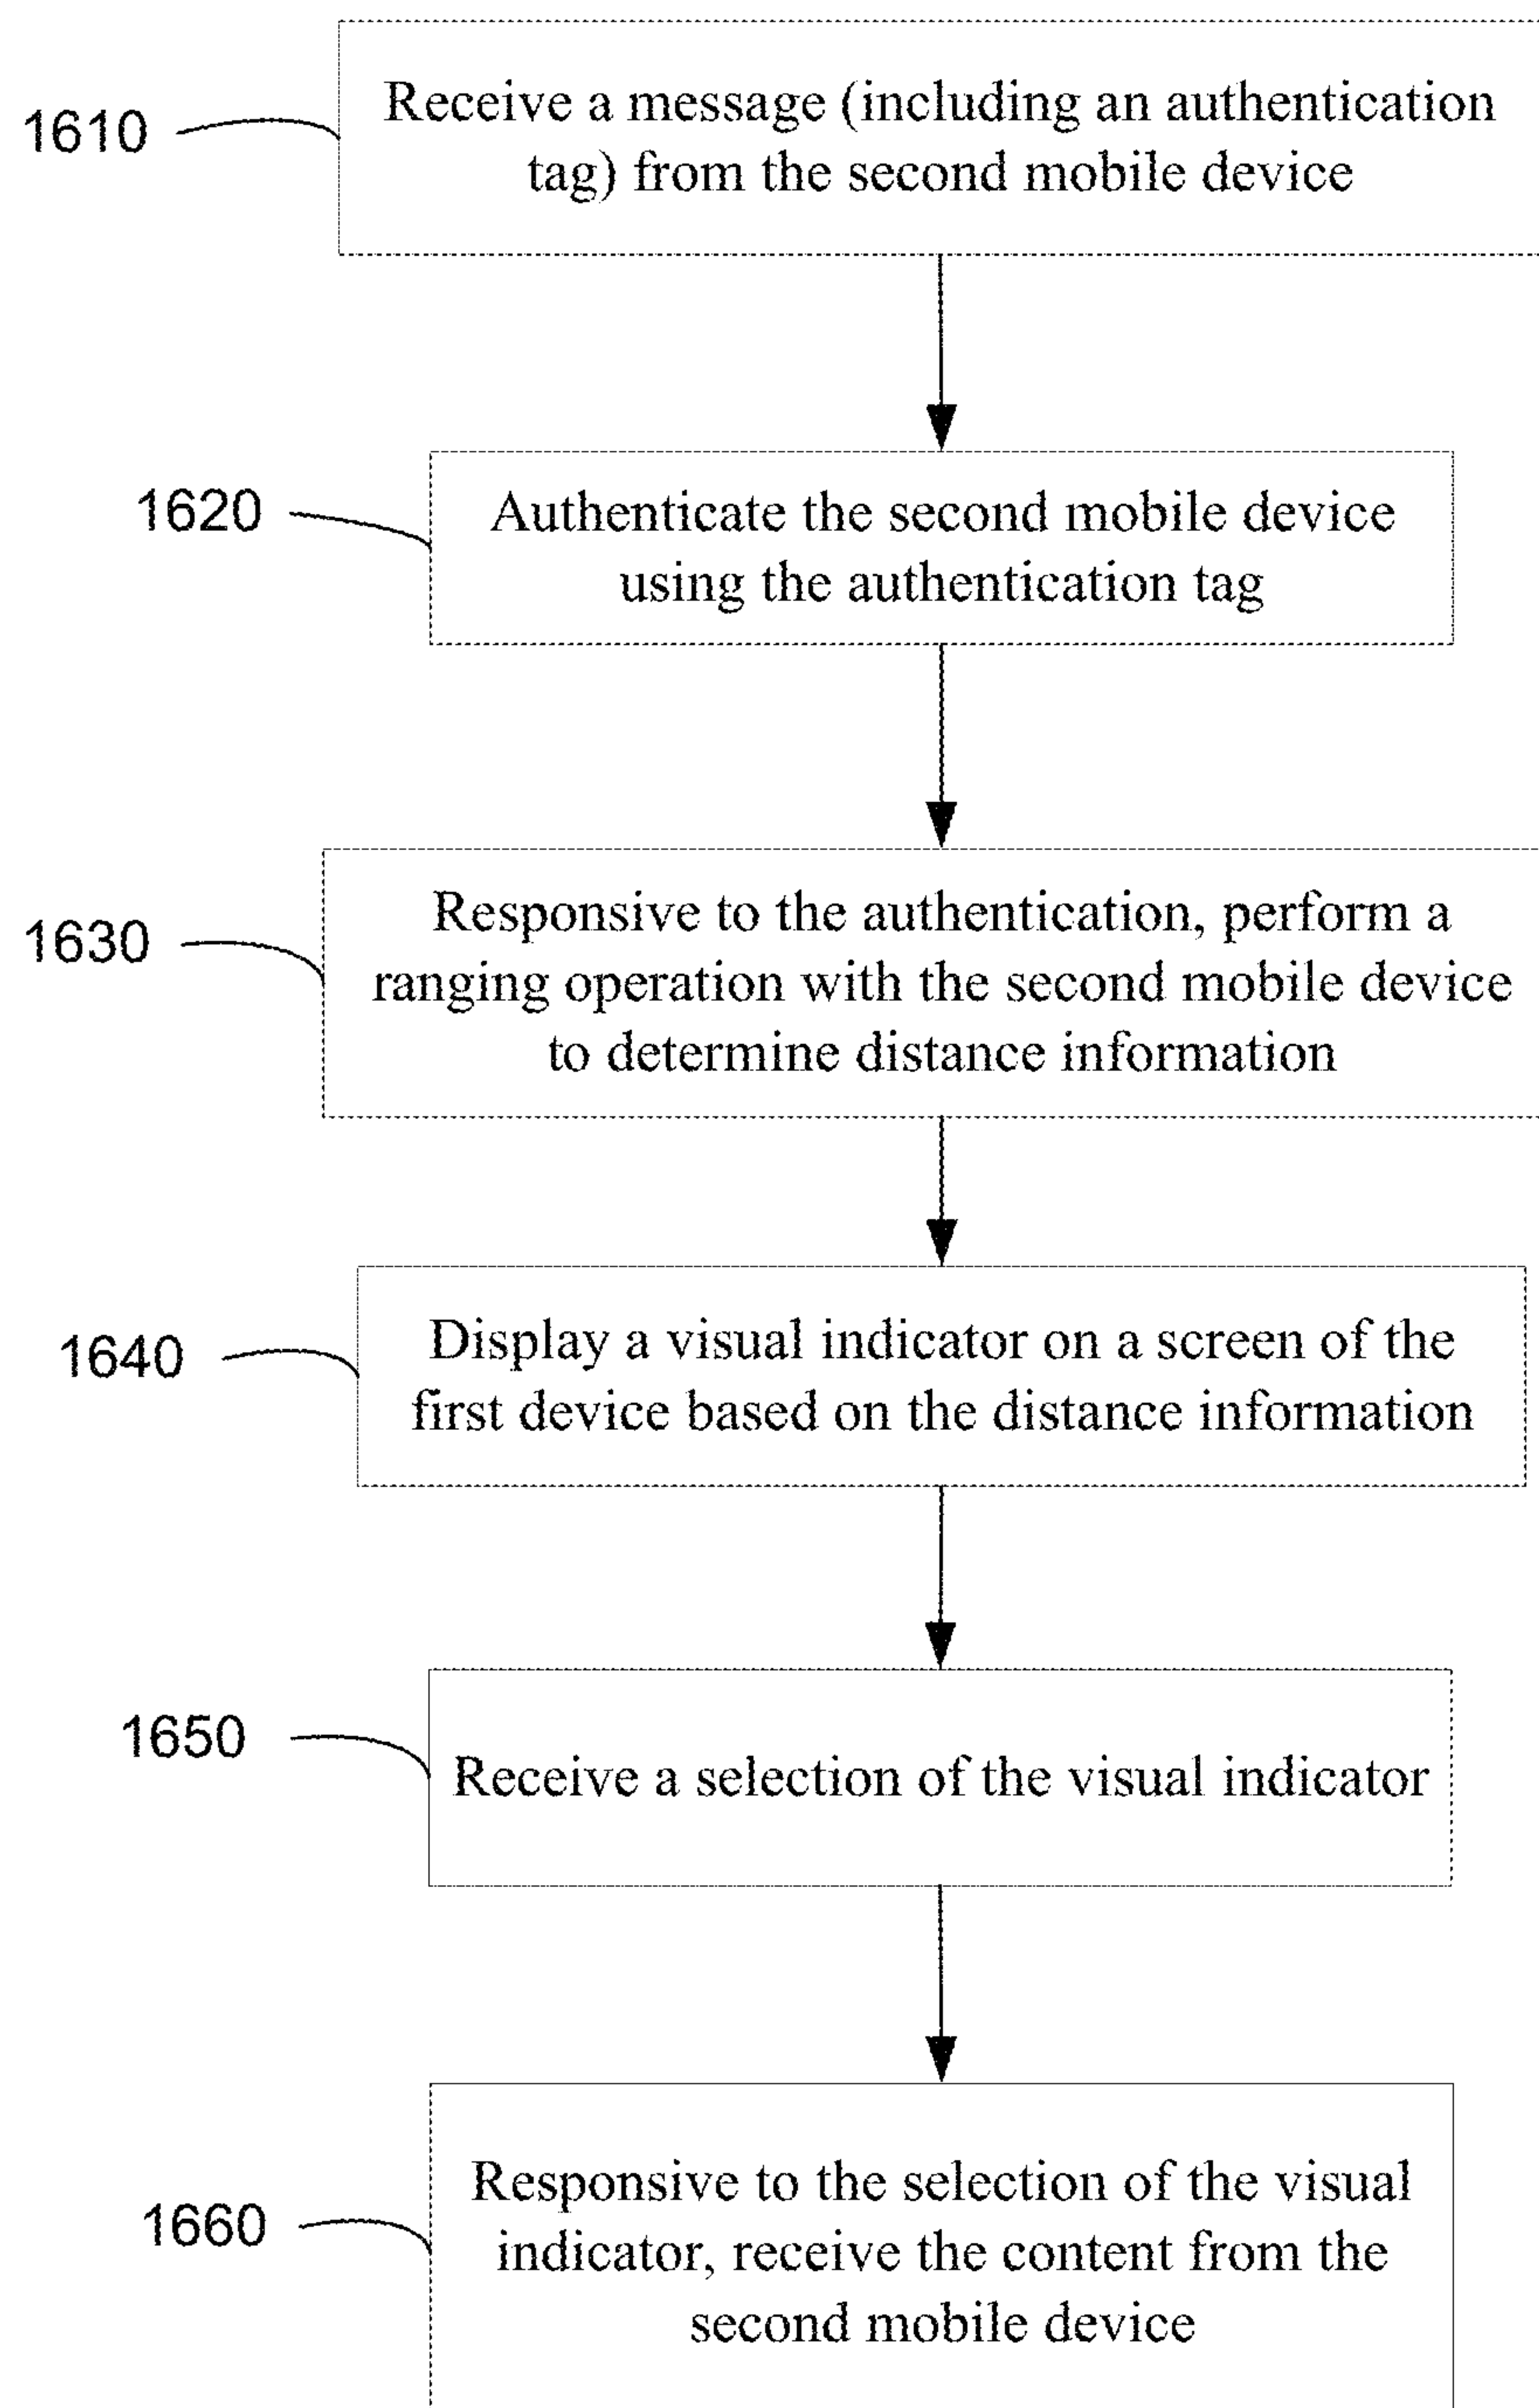 1610
Receive a message (including an authentication
tag) from the second mobile device
1620
Authenticate the second mobile device
using the authentication tag
1630
Responsive to the authentication, perform a
ranging operation with the second mobile device
to determine distance information
1640
Display a visual indicator on a screen of the
first device based on the distance information
1650
Receive a selection of the visual indicator
1660
Responsive to the selection of the visual
indicator, receive the content from the
second mobile device